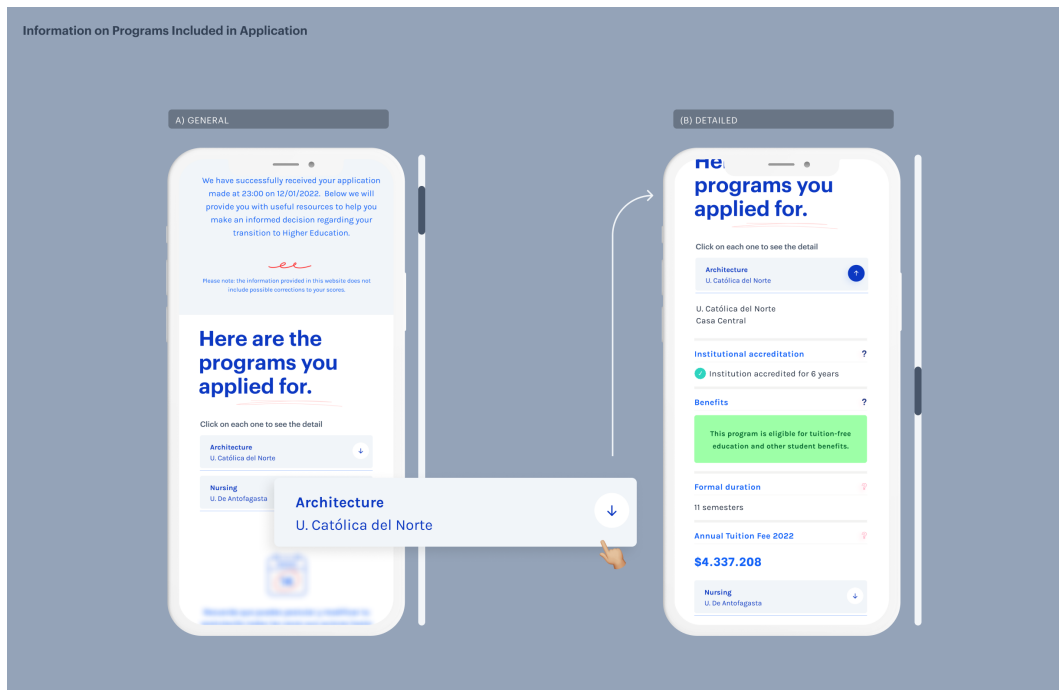 Information on Programs Included in Application
A) GENERAL
We have successfully received your application
made at 23:00 on 12/01/2022. Below we will
provide you with useful resources to help you
make an informed decision regarding your
transition to Higher Education.
Please note: the information provided in this website does not
include possible corrections to your scores.
Here are the
programs you
applied for.
Click on each one to see the detail
Architecture
U. Católica del Norte
Nursing
U. De Antofagasta
Architecture
U. Católica del Norte
(B) DETAILED
He
programs you
applied for.
Click on each one to see the detail
Architecture
U. Católica del Norte
U. Católica del Norte
Casa Central
Institutional accreditation ?
Institution accredited for 6 years
Benefits ?
This program is eligible for tuition-free
education and other student benefits.
Formal duration ?
11 semesters
Annual Tuition Fee 2022 ?
$4.337.208
Nursing
U. De Antofagasta